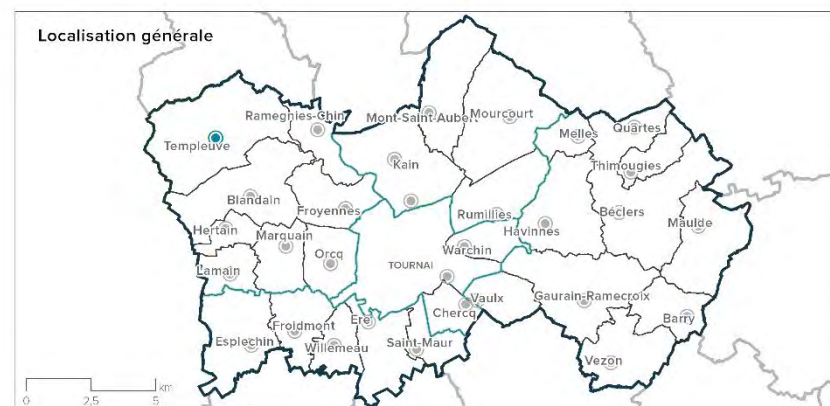 Localisation générale
Ramegnies-Chin
Mont-Saint-Auber
Mourcourt
Templeuve
Melles
Quartes
Kain
Thimougies
Blandain
Froyennes
Rumillies
Béclers
Maulde
Hertain
Marquain
Havinnes
Orcq
Warchin
Lamain
TOURNAI
Vaulx
Gaurain-Ramecroix
Chercq
Barry
Ere
Froidmont
Esplechin
Willemeau
Saint-Maur
Vezon
km
0 2,5 5